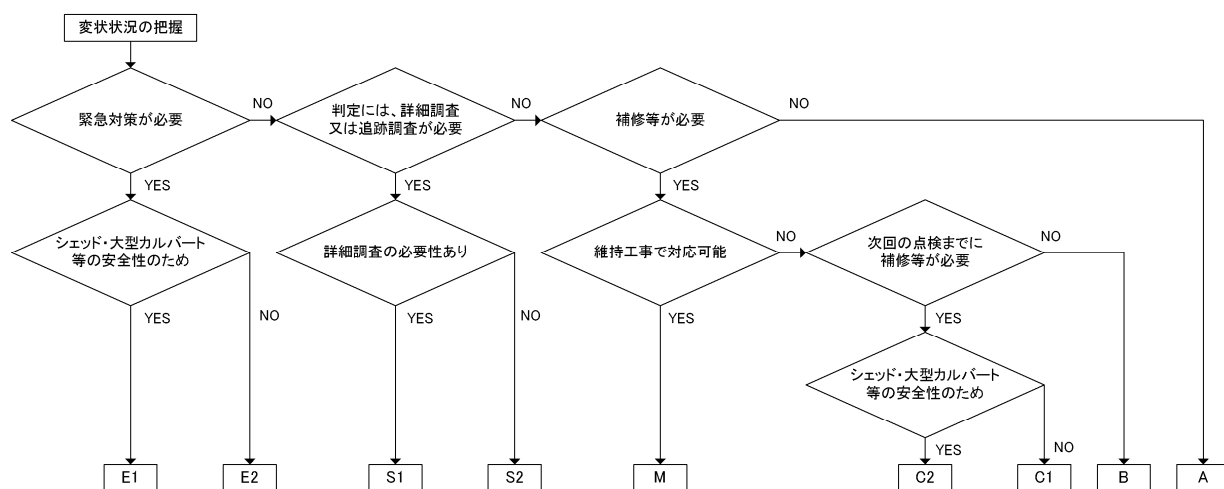 変状状況の把握
緊急対策が必要
NO
判定には、詳細調査
又は追跡調査が必要
NO
補修等が必要
NO
YES
YES
YES
シェッド・大型カルバート
等の安全性のため
詳細調査の必要性あり
維持工事で対応可能
NO
次回の点検までに
補修等が必要
NO
YES
NO
YES
NO
YES
YES
シェッド・大型カルバート
等の安全性のため
YES
NO
E1
E2
S1
S2
M
C2
C1
B
A